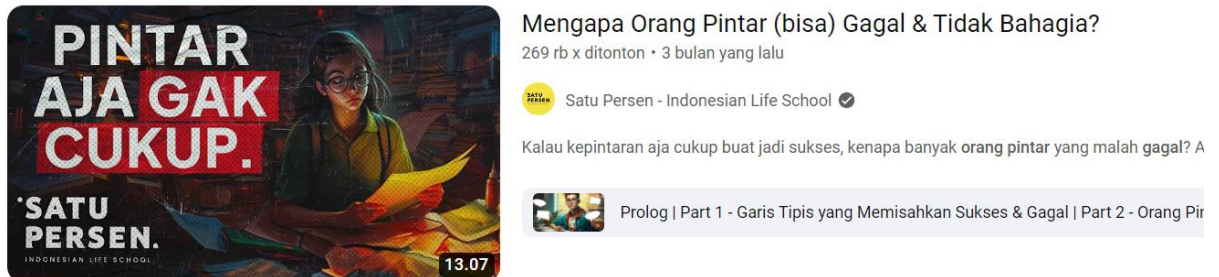 PINTAR
AJA GAK
CUKUP.
SATU
PERSEN.
INDONESIAN LIFE SCHOOL
13.07
Mengapa Orang Pintar (bisa) Gagal & Tidak Bahagia?
269 rb x ditonton • 3 bulan yang lalu
SATU
PERSEN
Satu Persen - Indonesian Life School
Kalau kepintaran aja cukup buat jadi sukses, kenapa banyak orang pintar yang malah gagal? A
Prolog | Part 1 - Garis Tipis yang Memisahkan Sukses & Gagal | Part 2 - Orang Pin